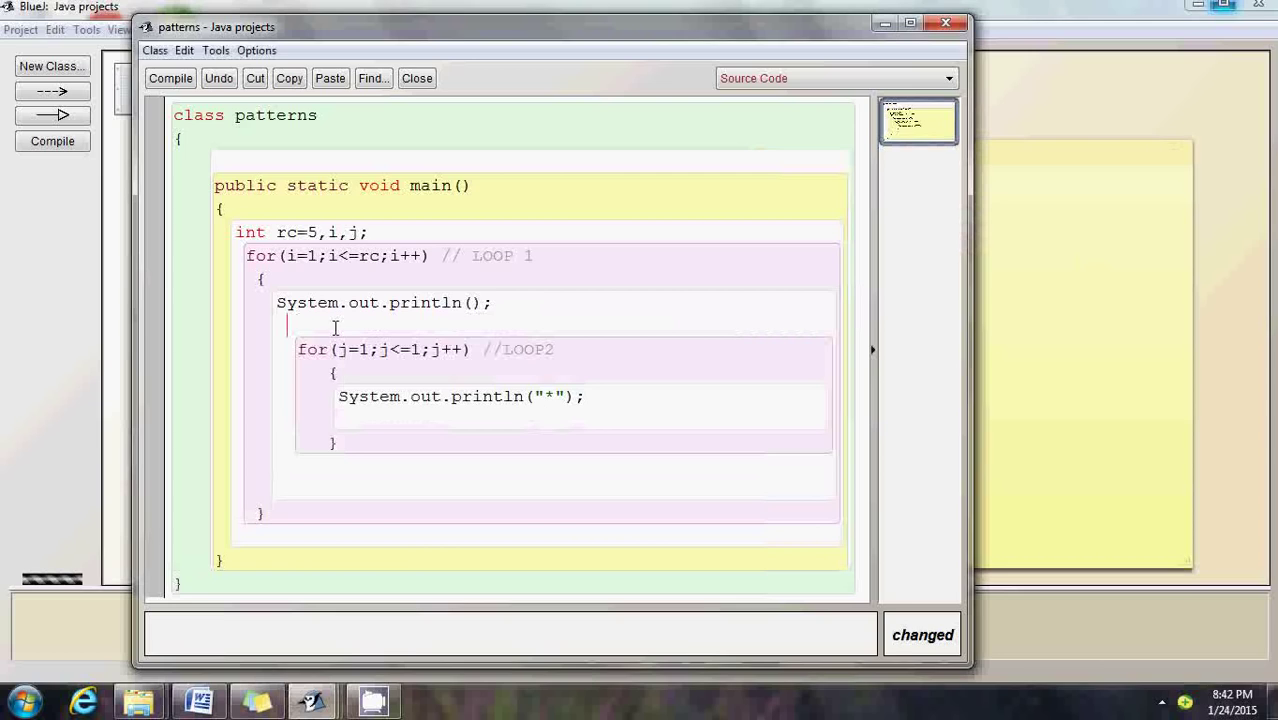 BlueJ: Java projects
Project Edit Tools View
patterns - Java projects
Class Edit Tools Options
New Class...
Compile
Compile Undo Cut Copy Paste Find... Close
Source Code
class patterns
{
public static void main()
{
int rc=5,i,j;
for(i=1;i<=rc;i++) // LOOP 1
{
System.out.println();
for(j=1;j<=1;j++) //LOOP2
{
System.out.println("*");
}
}
}
}
changed
8:42 PM
1/24/2015